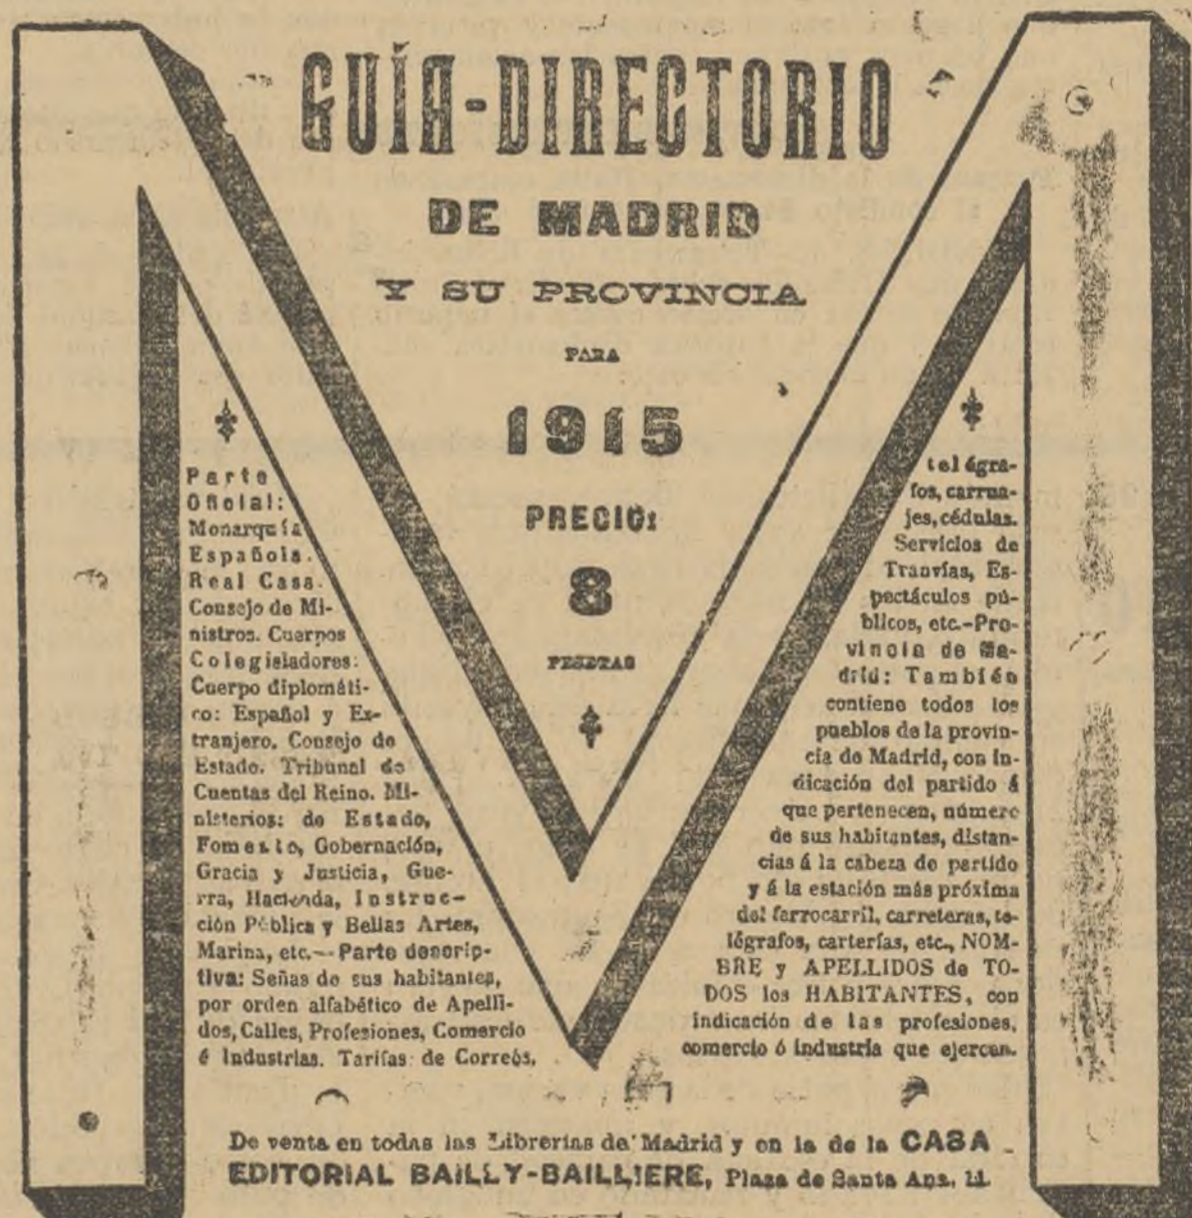 GUÍA-DIRECTORIO
DE MADRID
Y SU PROVINCIA
PARA
1915
PRECIO:
8
PESETAS
Parte
Oficial:
Monarquía
Española.
Real Casa.
Consejo de Mi-
nistros. Cuerpos
Colegisladores:
Cuerpo diplomáti-
co: Español y Ex-
tranjero. Consejo de
Estado. Tribunal de
Cuentas del Reino. Mi-
nisterios: de Estado,
Fomento, Gobernación,
Gracia y Justicia, Gue-
rra, Hacienda, Instruc-
ción Pública y Bellas Artes,
Marina, etc.—Parte descrip-
tiva: Señas de sus habitantes,
por orden alfabético de Apelli-
dos, Calles, Profesiones, Comercio
é Industrias. Tarifas de Correos,
telégra-
fos, carrua-
jes, cédulas.
Servicios de
Tranvías, Es-
pectáculos pú-
blicos, etc.-Pro-
vincia de Ma-
drid: También
contiene todos los
pueblos de la provin-
cia de Madrid, con in-
dicación del partido á
que pertenecen, número
de sus habitantes, distan-
cias á la cabeza de partido
y á la estación más próxima
del ferrocarril, carreteras, te-
légrafos, carterías, etc., NOM-
BRE y APELLIDOS de TO-
DOS los HABITANTES, con
indicación de las profesiones,
comercio ó industria que ejercen.
De venta en todas las Librerías de Madrid y en la de la CASA
EDITORIAL BAILLY-BAILLIERE, Plaza de Santa Ana, 11.